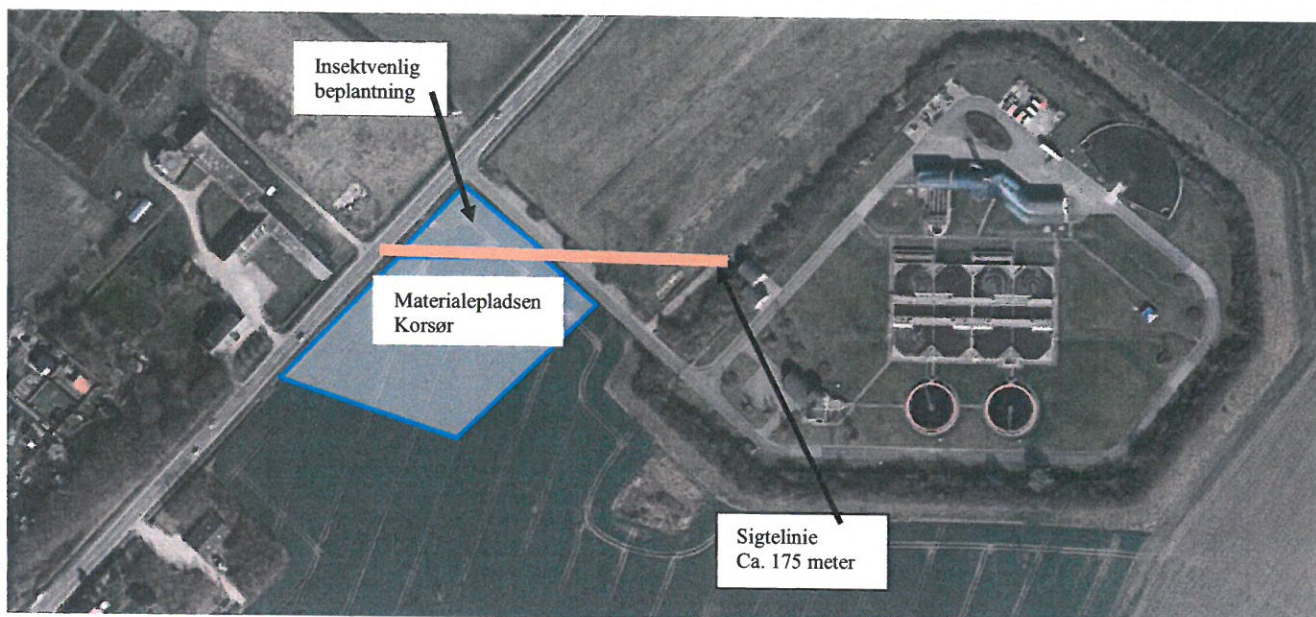 Insektvenlig
beplantning
Materialepladsen
Korsør
Sigtelinie
Ca. 175 meter